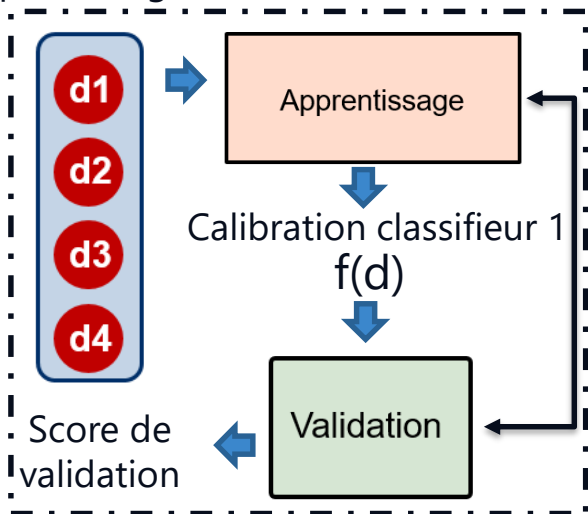 d1
Apprentissage
d2
Calibration classifieur 1
d3
f(d)
d4
Validation
Score de
validation